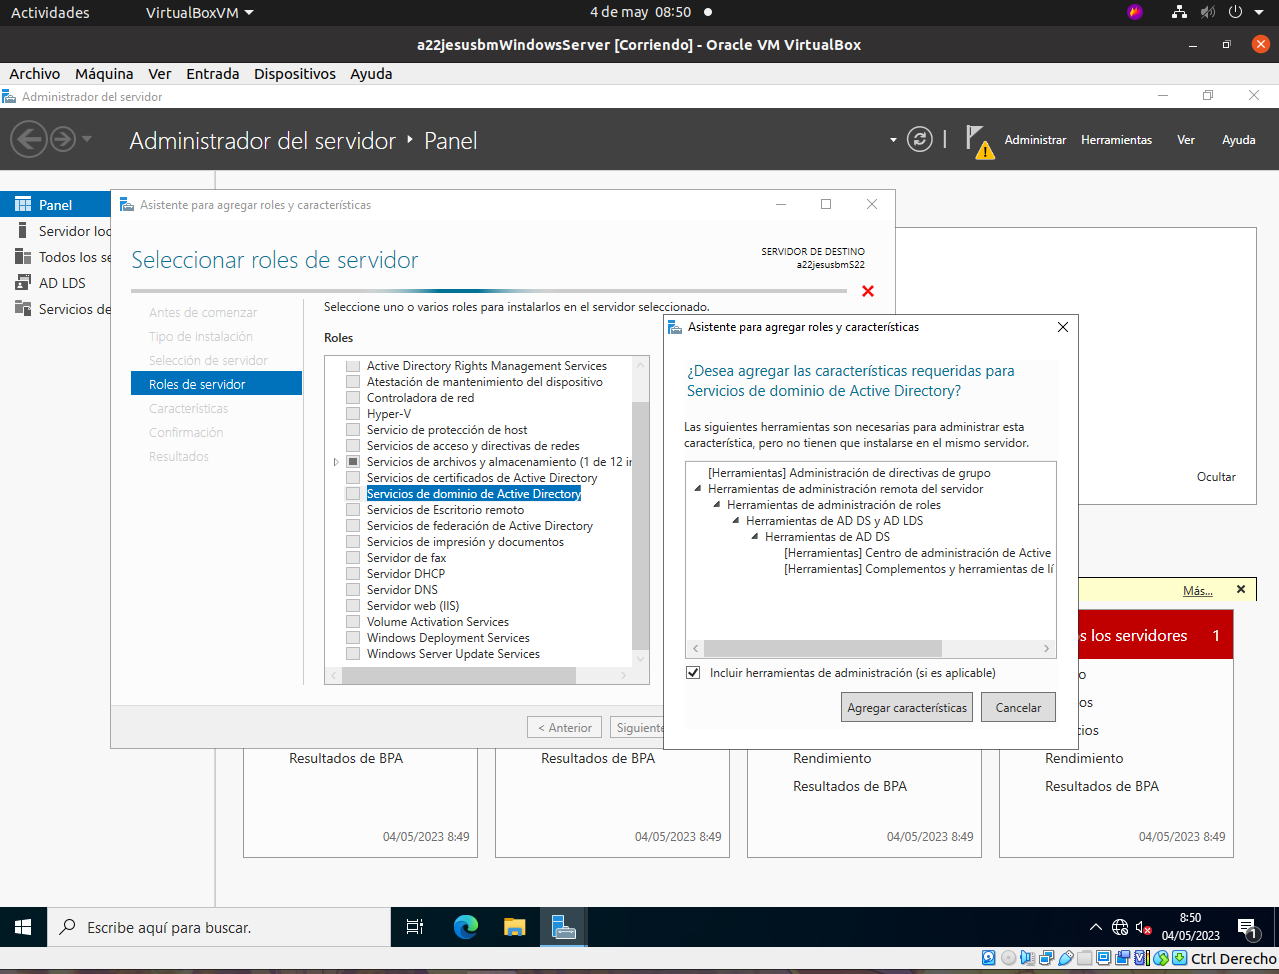 Actividades
VirtualBoxVM
4 de may 08:50
a22jesusbmWindowsServer [Corriendo] - Oracle VM VirtualBox
Archivo Máquina Ver Entrada Dispositivos Ayuda
Administrador del servidor
Administrador del servidor Panel
Administrar Herramientas Ver Ayuda
Panel
Servidor loc
Todos los se
AD LDS
Servicios de
Asistente para agregar roles y características
Seleccionar roles de servidor
SERVIDOR DE DESTINO
a22jesusbmS22
Antes de comenzar
Tipo de instalación
Selección de servidor
Roles de servidor
Características
Confirmación
Resultados
Seleccione uno o varios roles para instalarlos en el servidor seleccionado.
Roles
Active Directory Rights Management Services
Atestación de mantenimiento del dispositivo
Controladora de red
Hyper-V
Servicio de protección de host
Servicios de acceso y directivas de redes
Servicios de archivos y almacenamiento (1 de 12 ir
Servicios de certificados de Active Directory
Servicios de dominio de Active Directory
Servicios de Escritorio remoto
Servicios de federación de Active Directory
Servicios de impresión y documentos
Servidor de fax
Servidor DHCP
Servidor DNS
Servidor web (IIS)
Volume Activation Services
Windows Deployment Services
Windows Server Update Services
< Anterior
Siguiente
Asistente para agregar roles y características
¿Desea agregar las características requeridas para
Servicios de dominio de Active Directory?
Las siguientes herramientas son necesarias para administrar esta
característica, pero no tienen que instalarse en el mismo servidor.
[Herramientas] Administración de directivas de grupo
Herramientas de administración remota del servidor
Herramientas de administración de roles
Herramientas de AD DS y AD LDS
Herramientas de AD DS
[Herramientas] Centro de administración de Active
[Herramientas] Complementos y herramientas de lí
Incluir herramientas de administración (si es aplicable)
Agregar características
Cancelar
Ocultar
Más...
s los servidores 1
o
os
cios
Resultados de BPA
04/05/2023 8:49
Resultados de BPA
04/05/2023 8:49
Rendimiento
Resultados de BPA
04/05/2023 8:49
Rendimiento
Resultados de BPA
04/05/2023 8:49
Escribe aquí para buscar.
8:50
04/05/2023
1
Ctrl Derecho